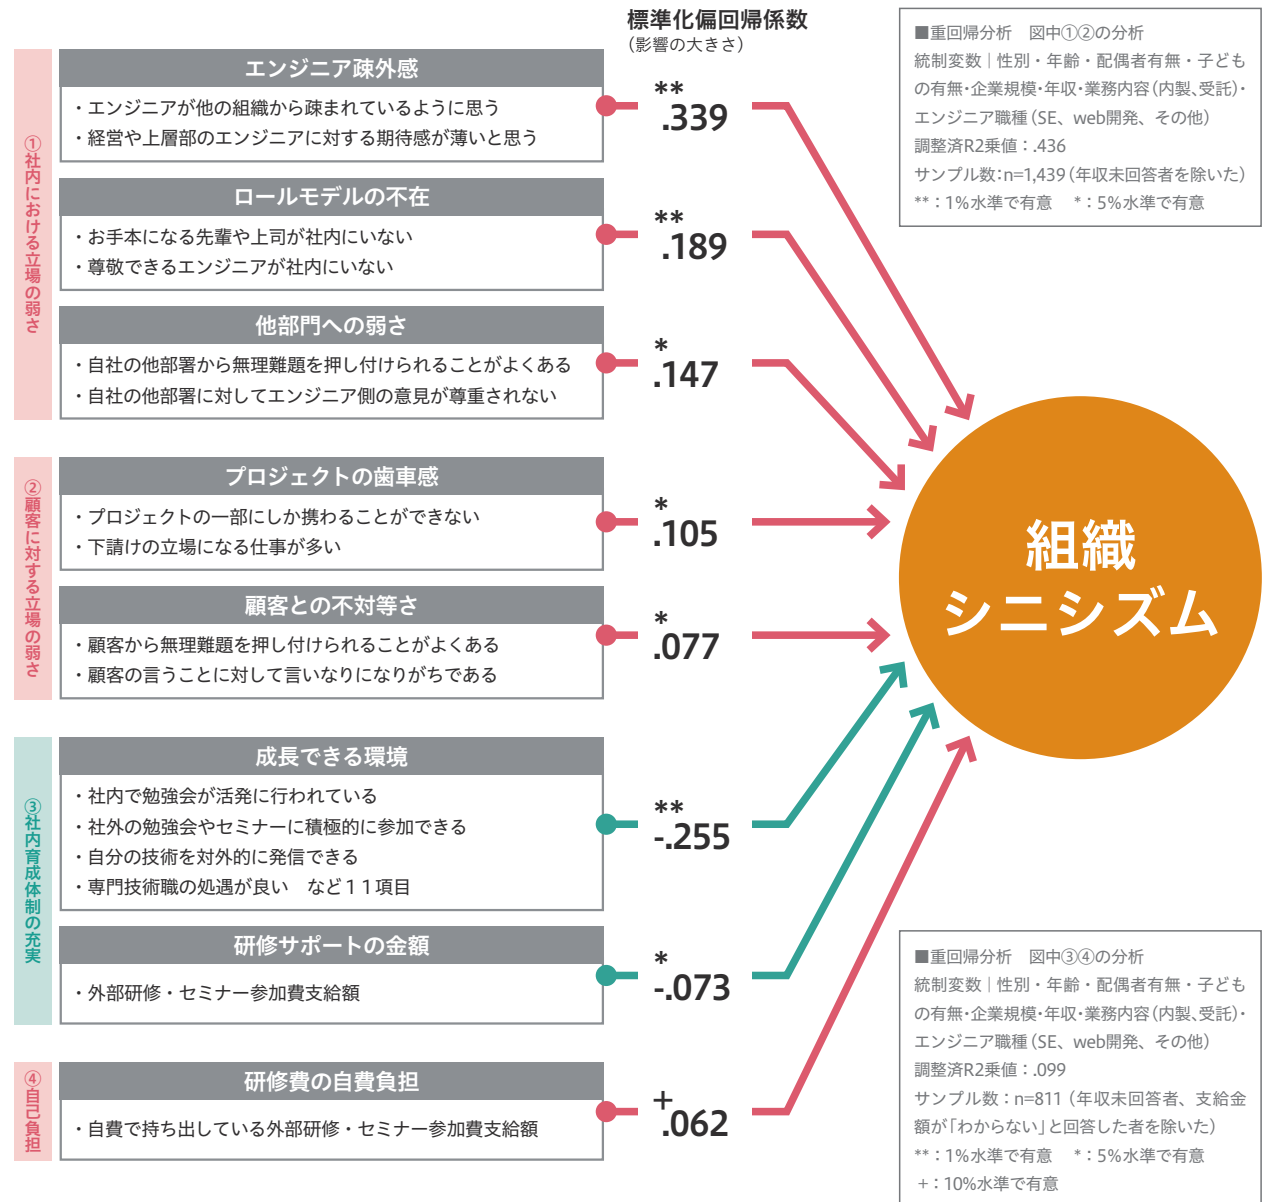 標準化偏回帰係数
（影響の大きさ）
■重回帰分析　図中①②の分析
統制変数｜性別・年齢・配偶者有無・子ども
の有無・企業規模・年収・業務内容（内製、受託）・
エンジニア職種（SE、web開発、その他）
調整済R2乗値：.436
サンプル数：n=1,439（年収未回答者を除いた）
**：1%水準で有意　*：5%水準で有意
①社内における立場の弱さ
エンジニア疎外感
・エンジニアが他の組織から疎まれているように思う
・経営や上層部のエンジニアに対する期待感が薄いと思う
**
.339
ロールモデルの不在
・お手本になる先輩や上司が社内にいない
・尊敬できるエンジニアが社内にいない
**
.189
他部門への弱さ
・自社の他部署から無理難題を押し付けられることがよくある
・自社の他部署に対してエンジニア側の意見が尊重されない
*
.147
②顧客に対する立場の弱さ
プロジェクトの歯車感
・プロジェクトの一部にしか携わることができない
・下請けの立場になる仕事が多い
*
.105
顧客との不対等さ
・顧客から無理難題を押し付けられることがよくある
・顧客の言うことに対して言いなりになりがちである
*
.077
組織
シニシズム
③社内育成体制の充実
成長できる環境
・社内で勉強会が活発に行われている
・社外の勉強会やセミナーに積極的に参加できる
・自分の技術を対外的に発信できる
・専門技術職の処遇が良い　など１１項目
**
-.255
研修サポートの金額
・外部研修・セミナー参加費支給額
*
-.073
④自己負担
研修費の自費負担
・自費で持ち出している外部研修・セミナー参加費支給額
+
.062
■重回帰分析　図中③④の分析
統制変数｜性別・年齢・配偶者有無・子ども
の有無・企業規模・年収・業務内容（内製、受託）・
エンジニア職種（SE、web開発、その他）
調整済R2乗値：.099
サンプル数：n=811（年収未回答者、支給金
額が「わからない」と回答した者を除いた）
**：1%水準で有意　*：5%水準で有意
+：10%水準で有意